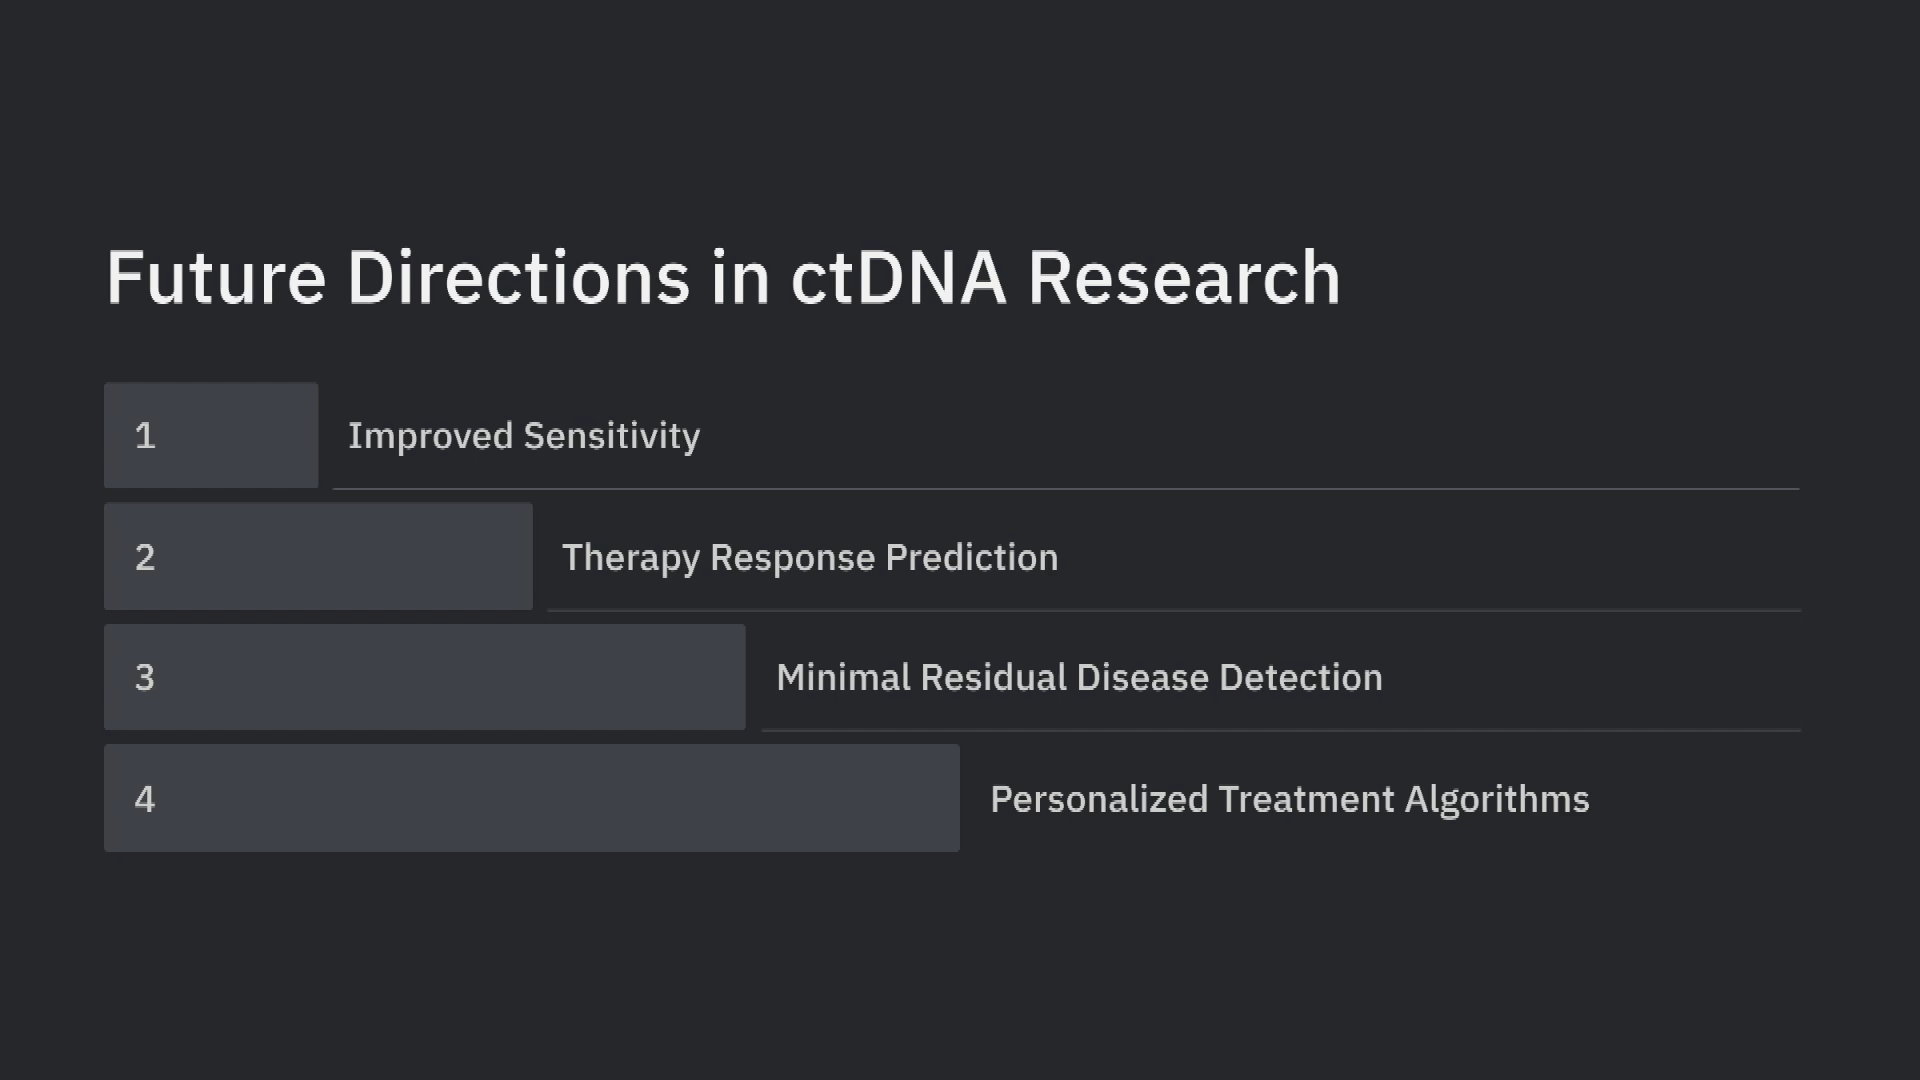 Future Directions in ctDNA Research
1
Improved Sensitivity
2
Therapy Response Prediction
3
Minimal Residual Disease Detection
4
Personalized Treatment Algorithms